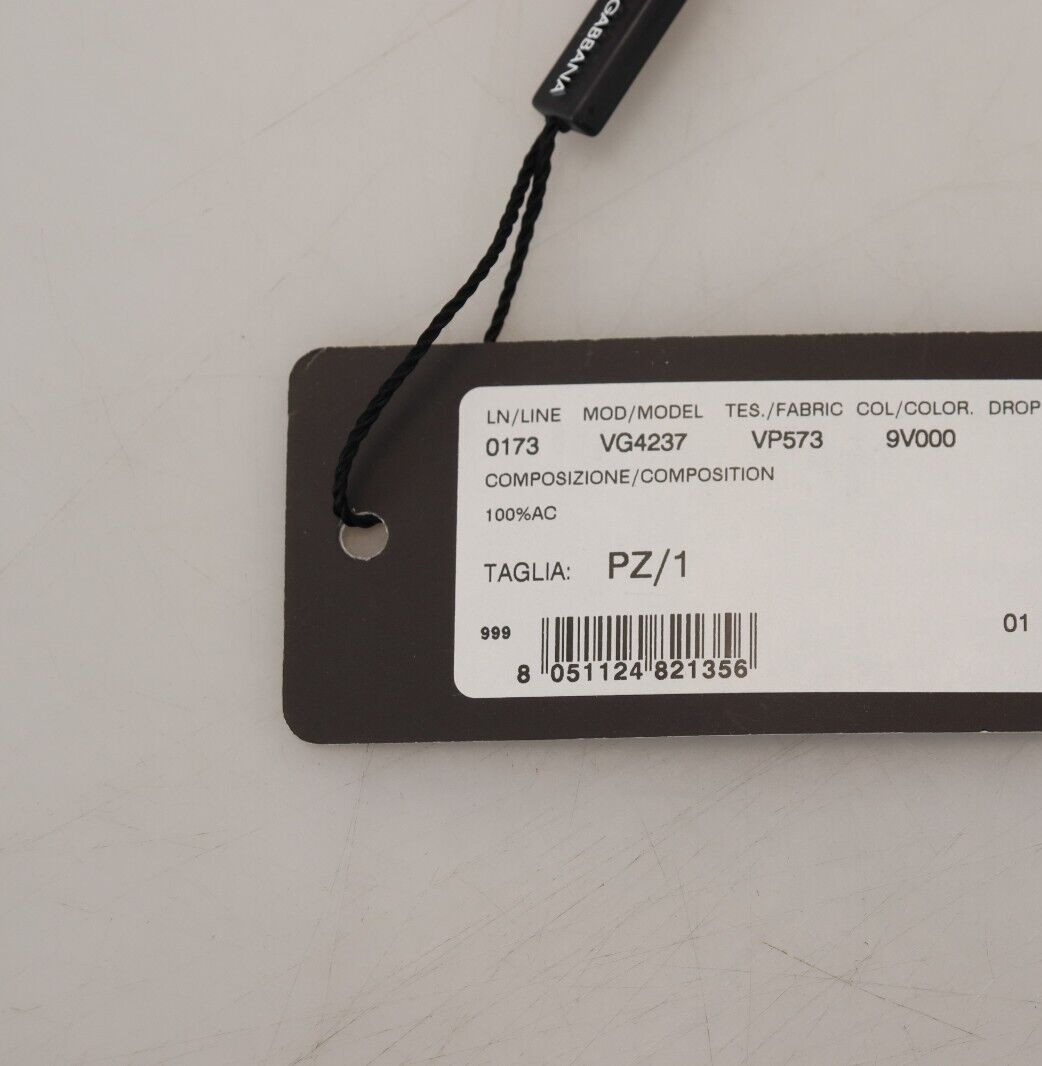 GABBANA
LN/LINE MOD/MODEL TES./FABRIC COL/COLOR. DROP
0173 VG4237 VP573 9V000
COMPOSIZIONE/COMPOSITION
100%AC
TAGLIA: PZ/1
999 01
8 051124 821356